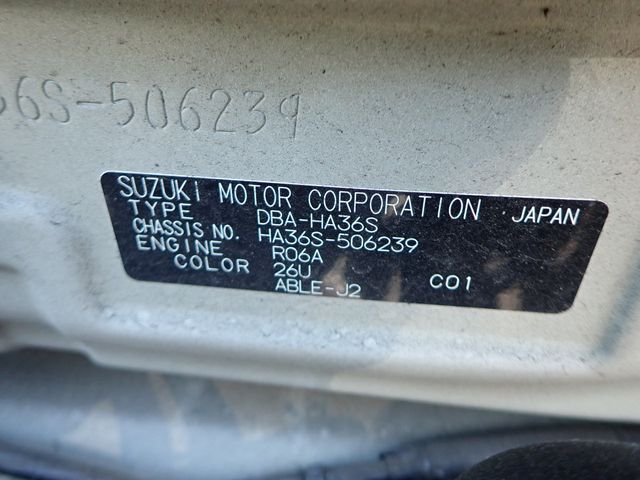 36S-506239
SUZUKI MOTOR CORPORATION JAPAN
TYPE DBA-HA36S
CHASSIS NO. HA36S-506239
ENGINE R06A
COLOR 26U
ABLE-J2 C01